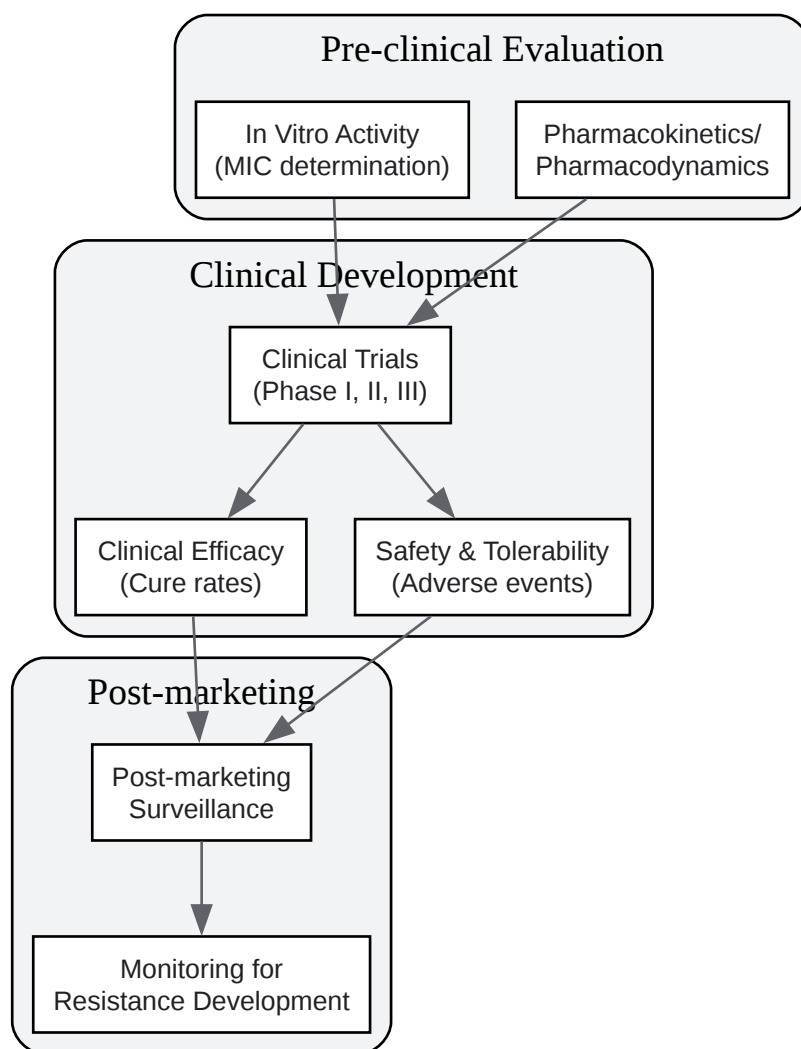 Pre-clinical Evaluation
In Vitro Activity
(MIC determination)
Pharmacokinetics/
Pharmacodynamics
Clinical Development
Clinical Trials
(Phase I, II, III)
Clinical Efficacy
(Cure rates)
Safety & Tolerability
(Adverse events)
Post-marketing
Post-marketing
Surveillance
Monitoring for
Resistance Development